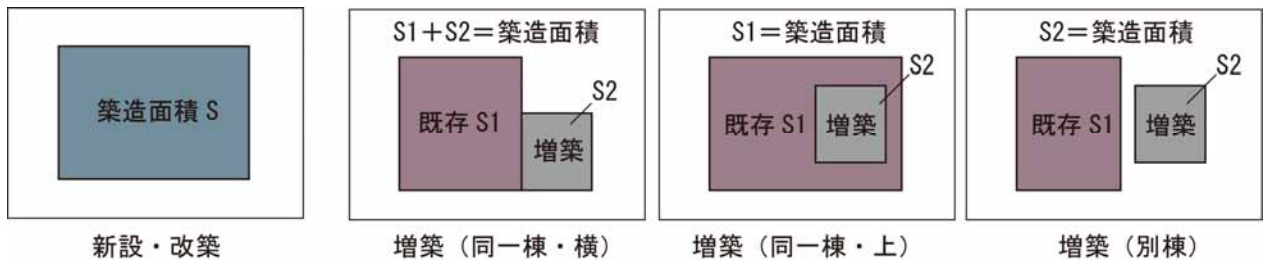 築造面積 S
新設・改築
S1+S2=築造面積
S2
既存 S1
増築
増築（同一棟・横）
S1=築造面積
S2
既存 S1
増築
増築（同一棟・上）
S2=築造面積
S2
既存 S1
増築
増築（別棟）